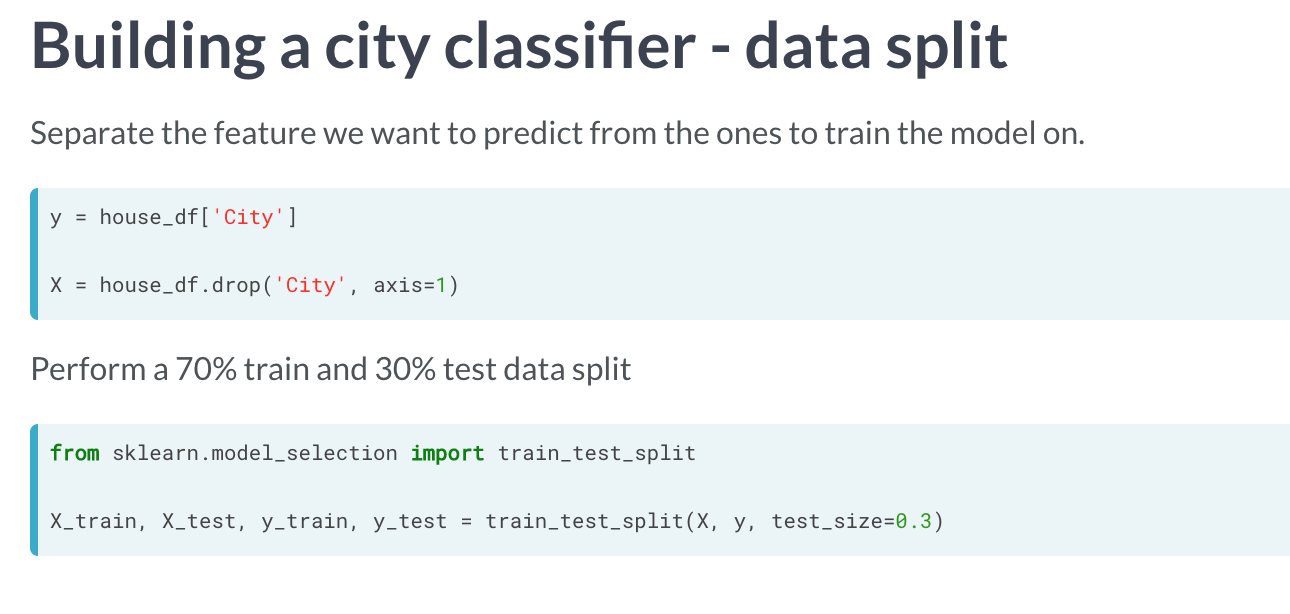 Building a city classifier - data split
Separate the feature we want to predict from the ones to train the model on.
y = house_df['City']
X = house_df.drop('City', axis=1)
Perform a 70% train and 30% test data split
from sklearn.model_selection import train_test_split
X_train, X_test, y_train, y_test = train_test_split(X, y, test_size=0.3)